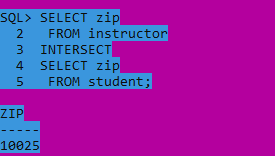 SQL> SELECT zip
  2   FROM instructor
  3  INTERSECT
  4  SELECT zip
  5   FROM student;

ZIP
-----
10025